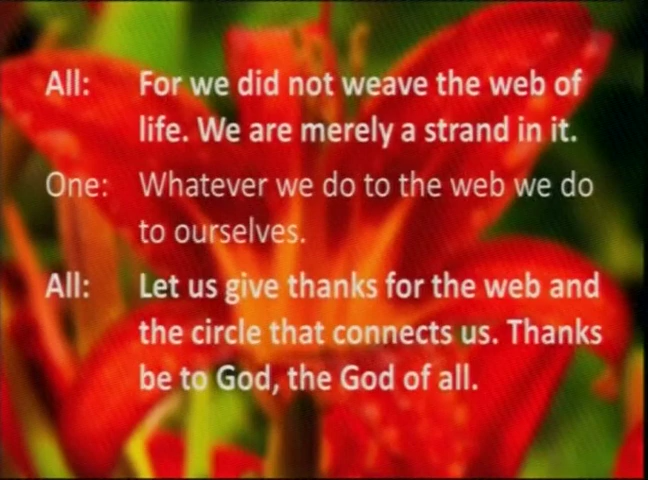 All: For we did not weave the web of
life. We are merely a strand in it.
One: Whatever we do to the web we do
to ourselves.
All: Let us give thanks for the web and
the circle that connects us. Thanks
be to God, the God of all.